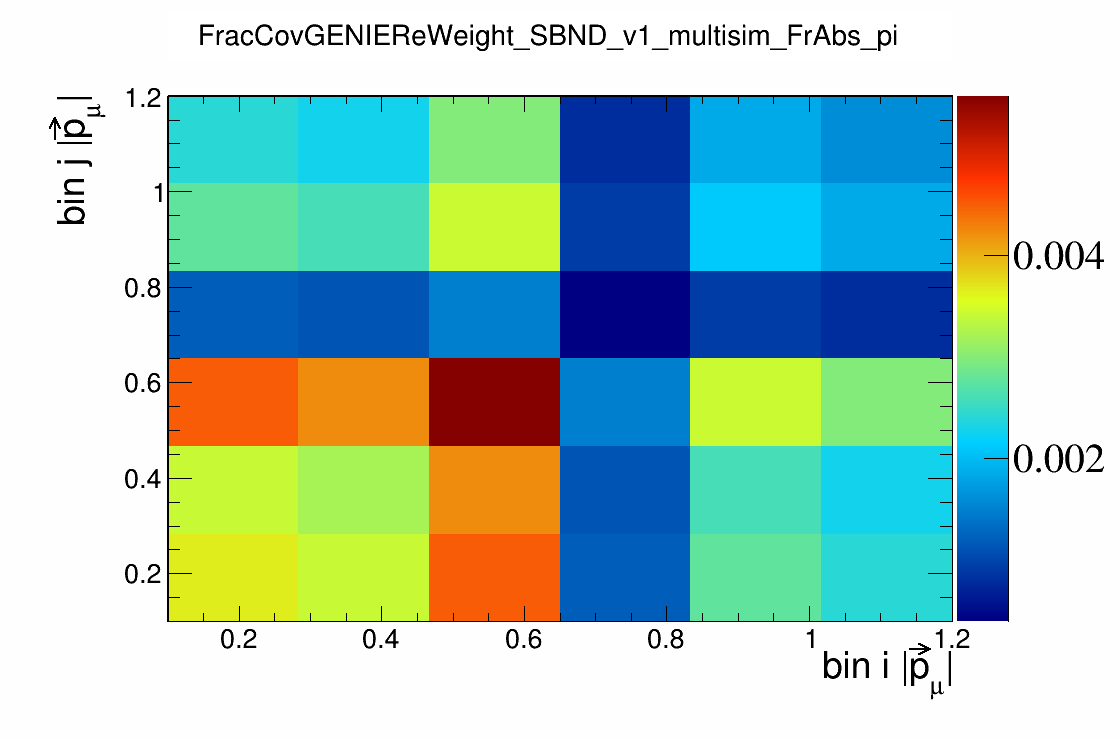 FracCovGENIEReWeight_SBND_v1_multisim_FrAbs_pi
bin j |p⃗μ|
1.2
1
0.8
0.6
0.4
0.2
0.2 0.4 0.6 0.8 1 1.2
bin i |p⃗μ|
0.004
0.002